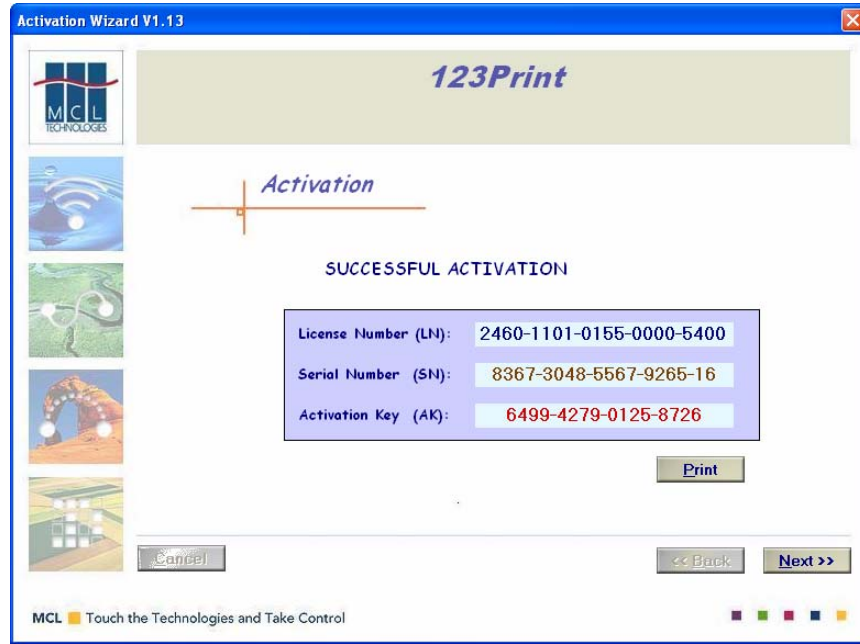 Activation Wizard V1.13
MCL
TECHNOLOGIES
123Print
Activation
SUCCESSFUL ACTIVATION
License Number (LN): 2460-1101-0155-0000-5400
Serial Number (SN): 8367-3048-5567-9265-16
Activation Key (AK): 6499-4279-0125-8726
Print
Cancel << Back Next >>
MCL Touch the Technologies and Take Control